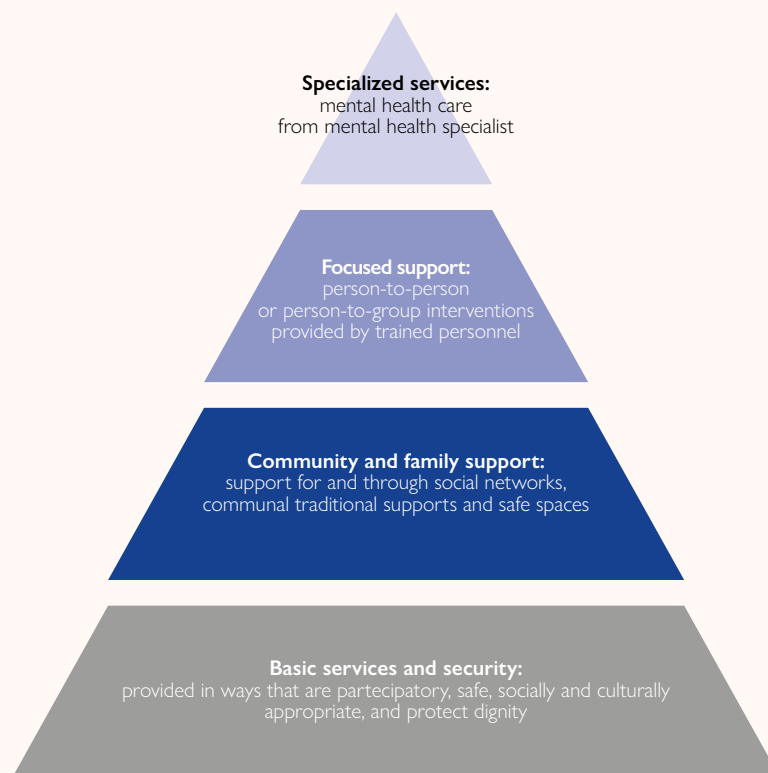 Specialized services:
mental health care
from mental health specialist
Focused support:
person-to-person
or person-to-group interventions
provided by trained personnel
Community and family support:
support for and through social networks,
communal traditional supports and safe spaces
Basic services and security:
provided in ways that are partecipatory, safe, socially and culturally
appropriate, and protect dignity